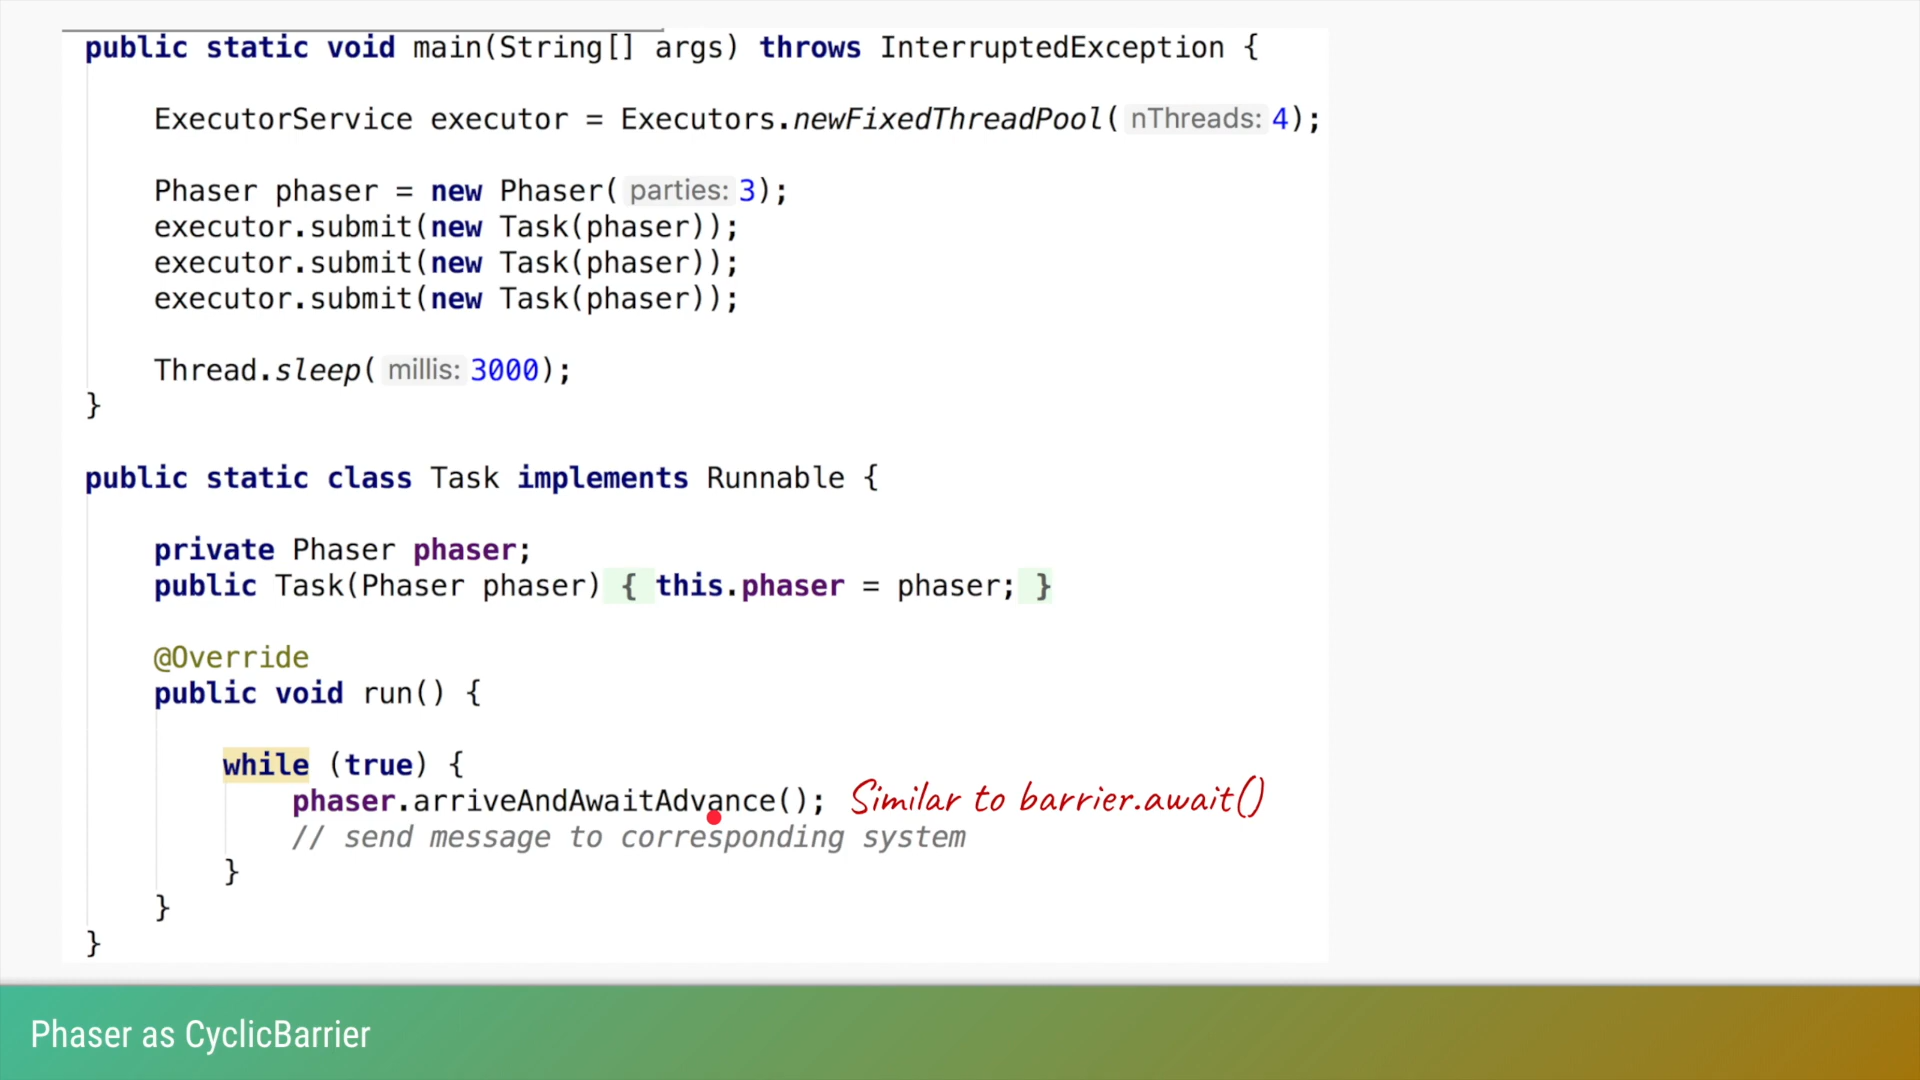 public static void main(String[] args) throws InterruptedException {
ExecutorService executor = Executors.newFixedThreadPool( nThreads: 4);
Phaser phaser = new Phaser( parties: 3);
executor.submit(new Task(phaser));
executor.submit(new Task(phaser));
executor.submit(new Task(phaser));
Thread.sleep( millis: 3000);
}
public static class Task implements Runnable {
private Phaser phaser;
public Task(Phaser phaser) { this.phaser = phaser; }
@Override
public void run() {
while (true) {
phaser.arriveAndAwaitAdvance(); Similar to barrier.await()
// send message to corresponding system
}
}
}
Phaser as CyclicBarrier